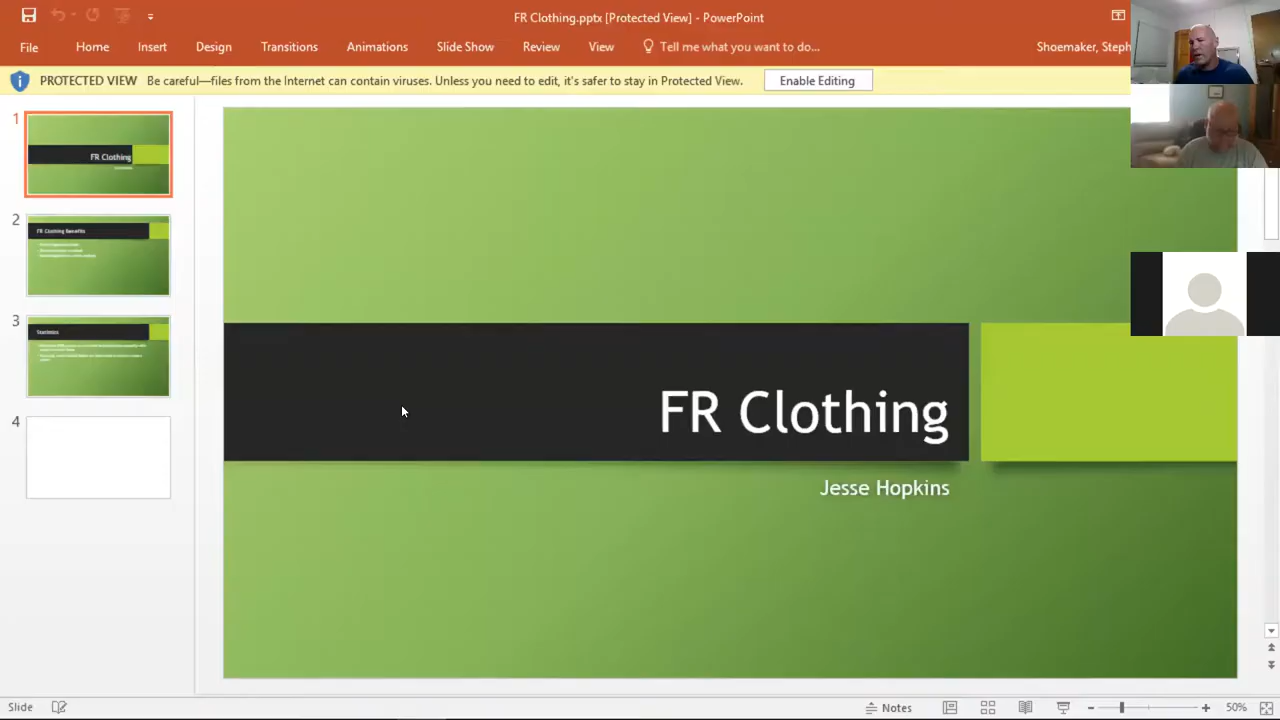 FR Clothing.pptx [Protected View] - PowerPoint
File Home Insert Design Transitions Animations Slide Show Review View Tell me what you want to do... Shoemaker, Steph
PROTECTED VIEW Be careful—files from the Internet can contain viruses. Unless you need to edit, it's safer to stay in Protected View. Enable Editing
1
FR Clothing
2
FR Clothing Benefits
3
Statistics
4
FR Clothing
Jesse Hopkins
Slide Notes 50%